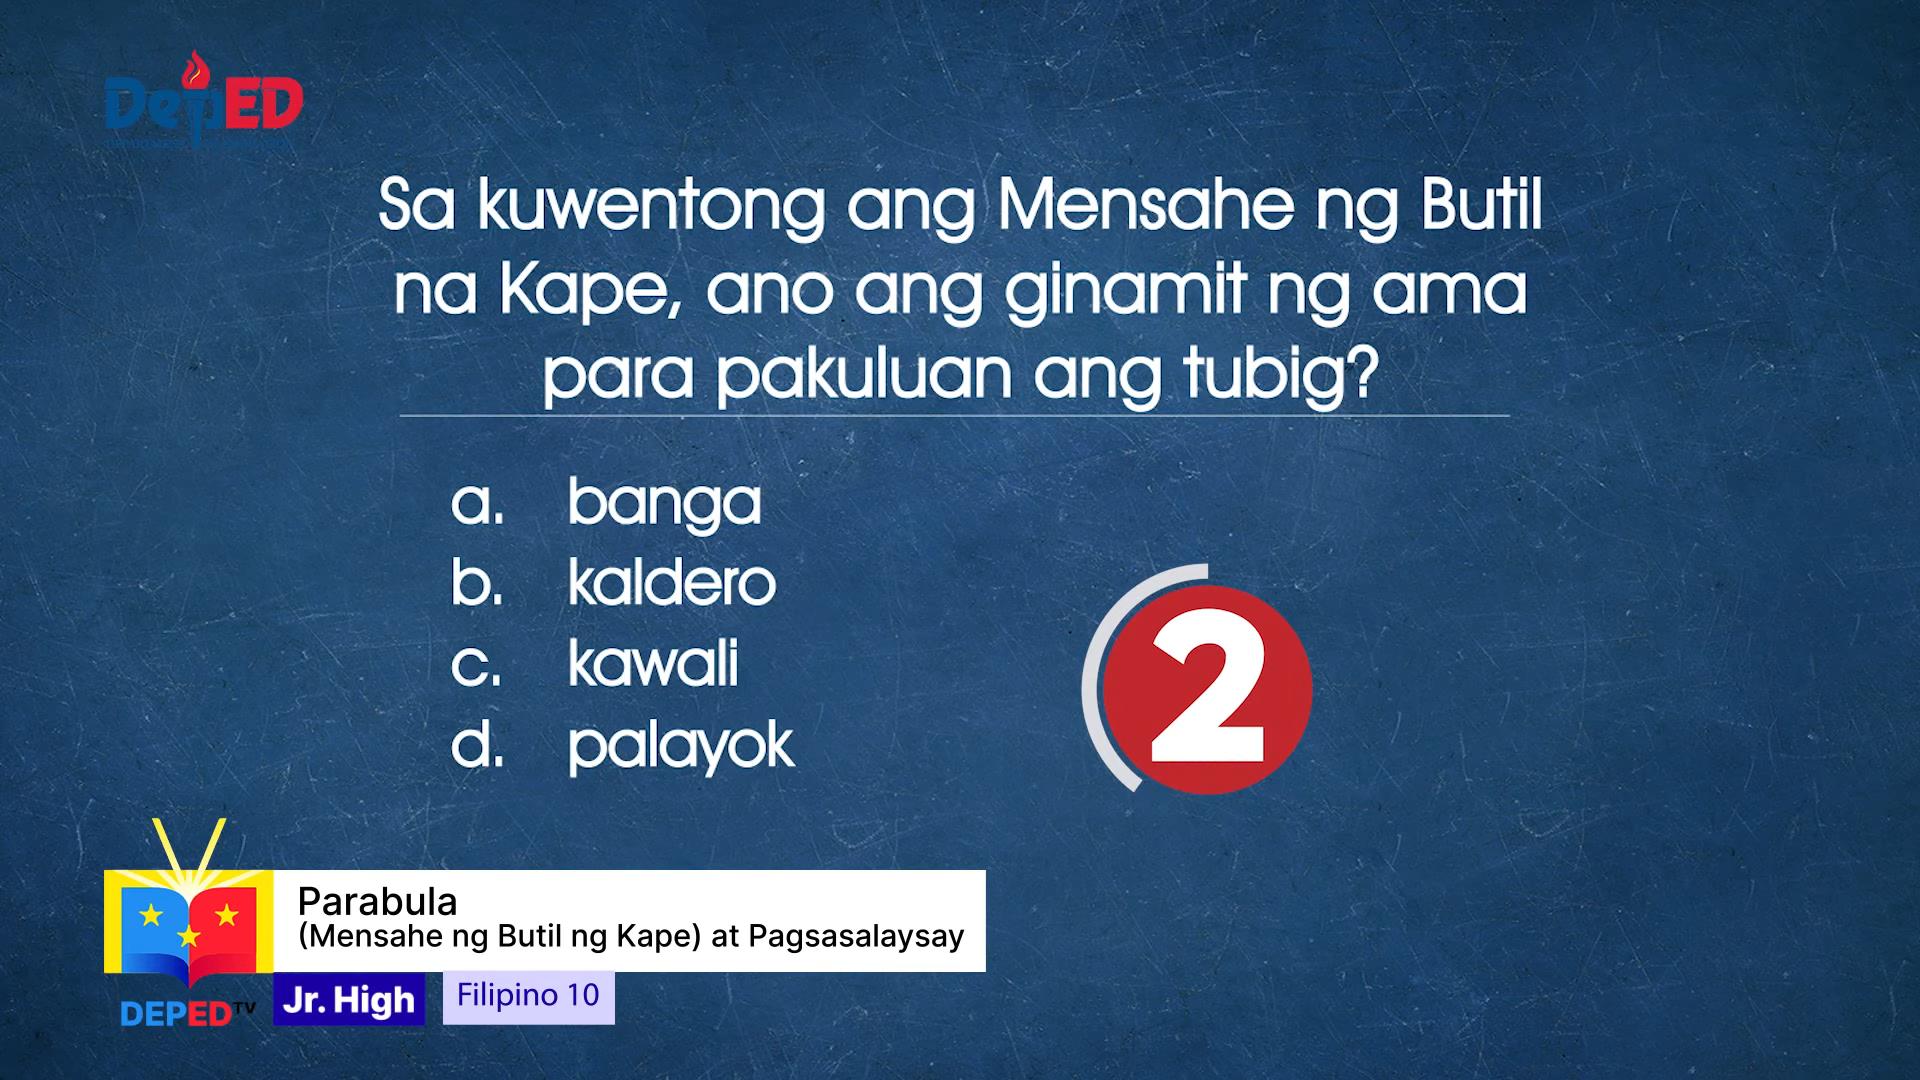 DepED
Sa kuwentong ang Mensahe ng Butil
na Kape, ano ang ginamit ng ama
para pakuluan ang tubig?
a. banga
b. kaldero
c. kawali
d. palayok
2
Parabula
(Mensahe ng Butil ng Kape) at Pagsasalaysay
DEPED TV
Jr. High
Filipino 10